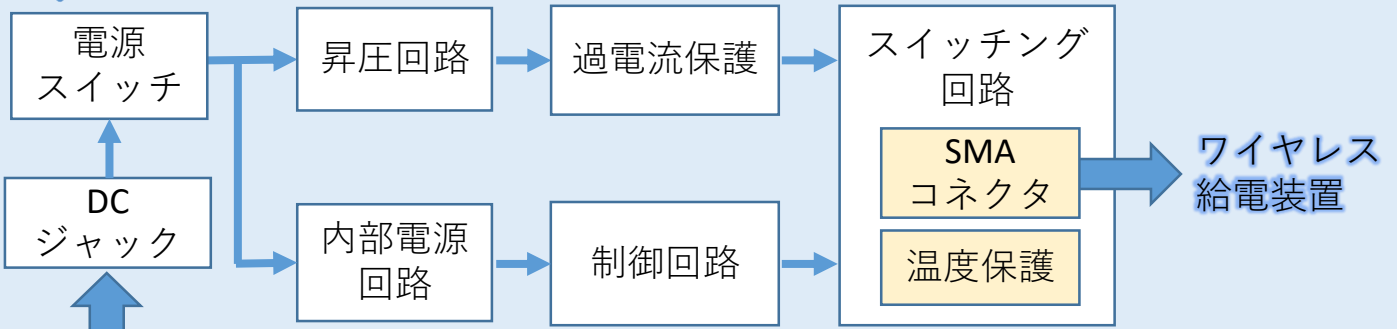 電源
スイッチ
昇圧回路
過電流保護
スイッチング
回路
SMA
コネクタ
ワイヤレス
給電装置
DC
ジャック
内部電源
回路
制御回路
温度保護